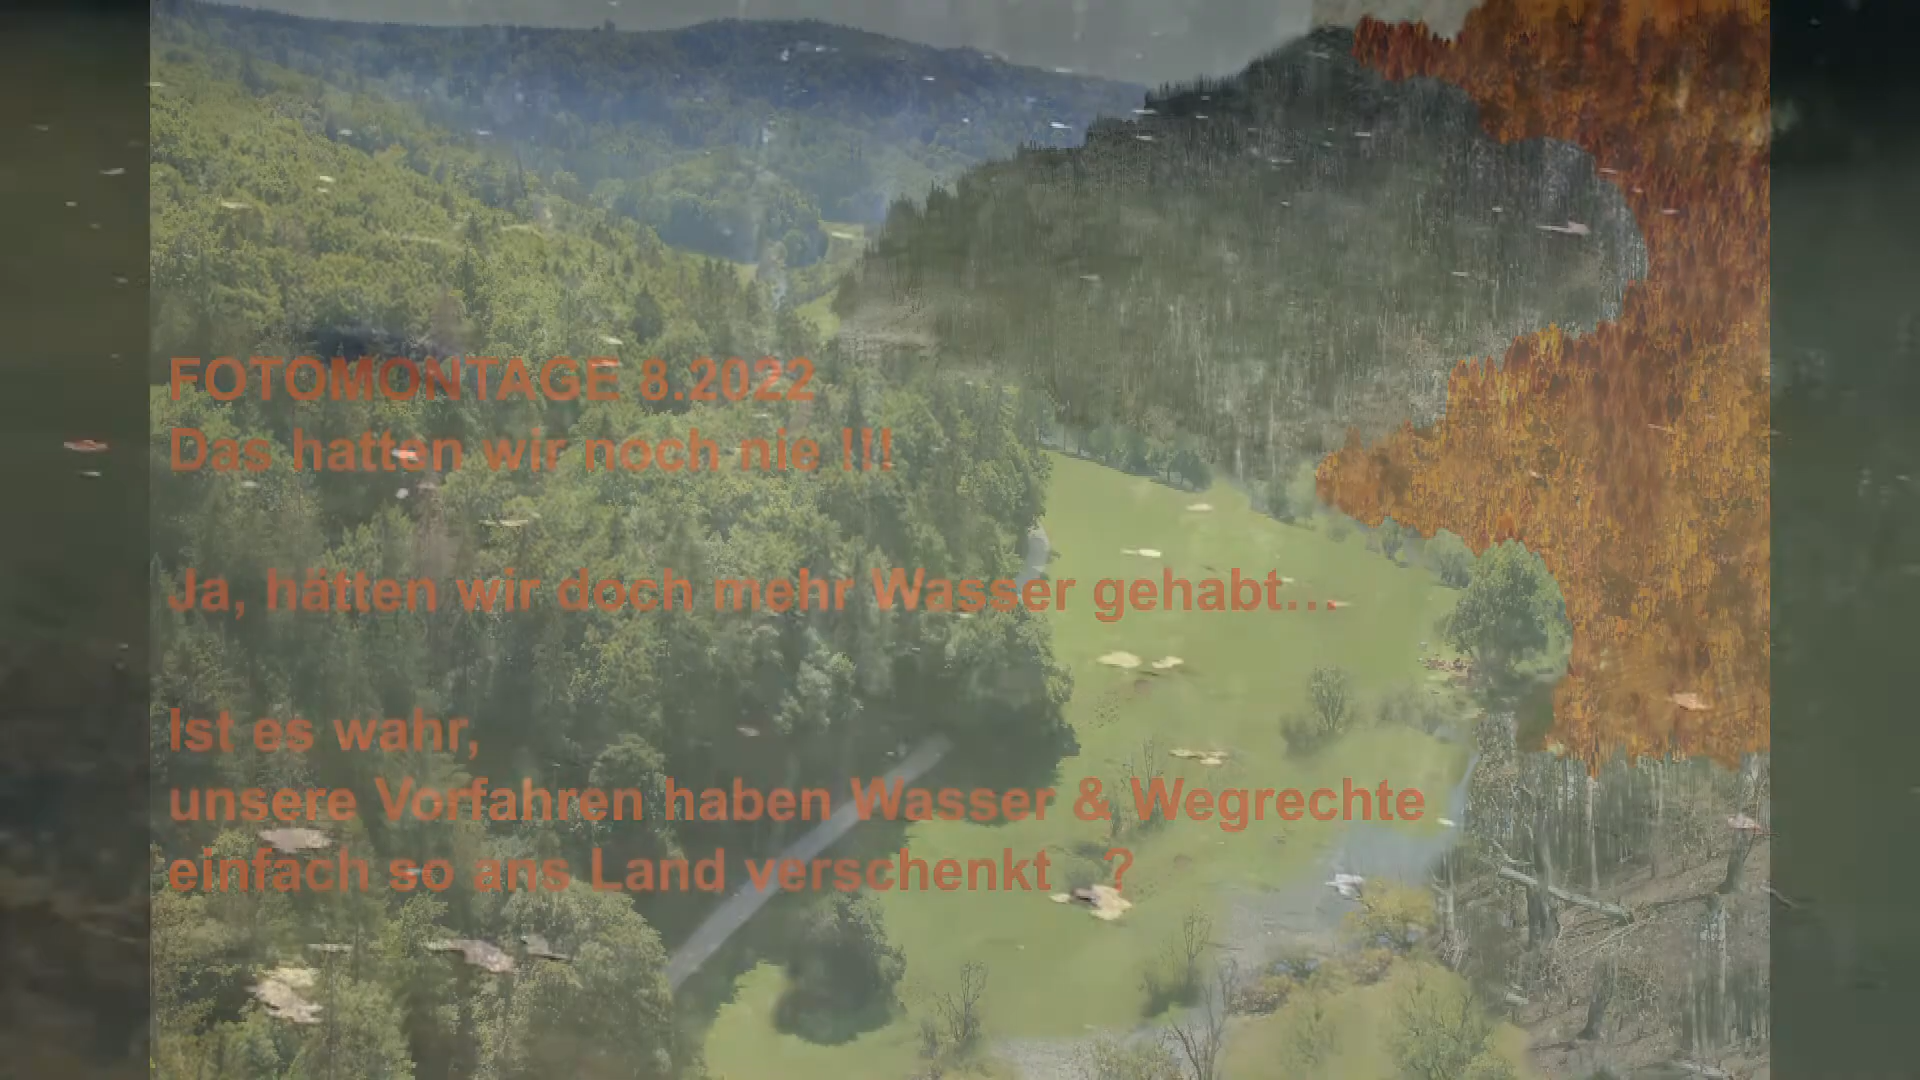 FOTOMONTAGE 8.2022
Das hatten wir noch nie !!!
Ja, hätten wir doch mehr Wasser gehabt...
Ist es wahr,
unsere Vorfahren haben Wasser & Wegrechte
einfach so ans Land verschenkt ?